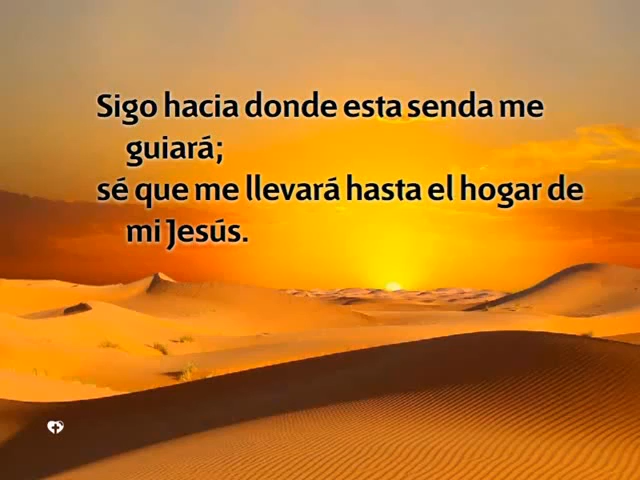 Sigo hacia donde esta senda me
guiará;
sé que me llevará hasta el hogar de
mi Jesús.